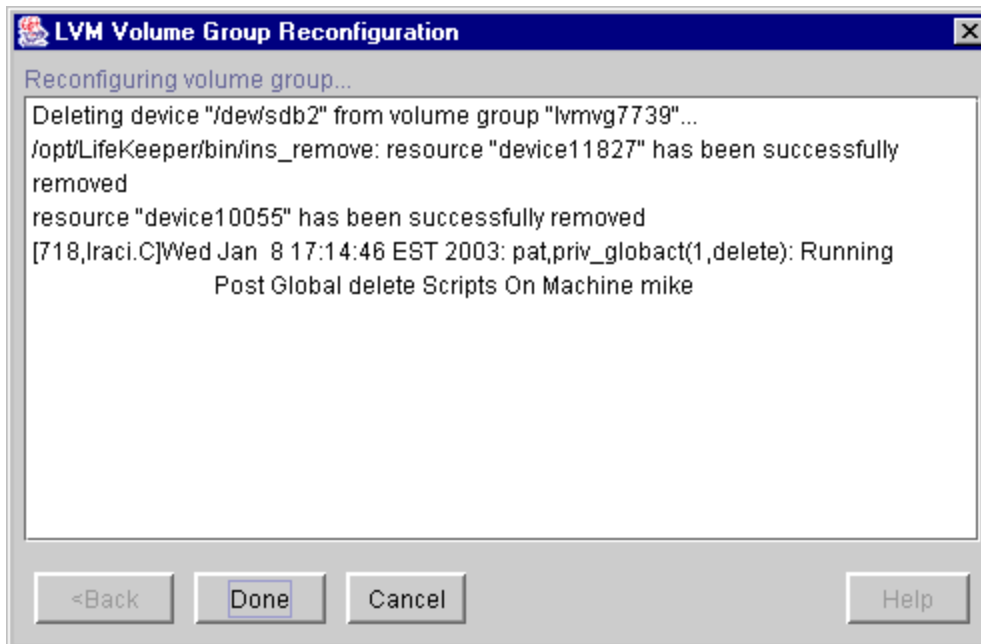 LVM Volume Group Reconfiguration
Reconfiguring volume group...
Deleting device "/dev/sdb2" from volume group "lvmvg7739"...
/opt/LifeKeeper/bin/ins_remove: resource "device11827" has been successfully
removed
resource "device10055" has been successfully removed
[718,lraci.C]Wed Jan  8 17:14:46 EST 2003: pat,priv_globact(1,delete): Running
Post Global delete Scripts On Machine mike
<Back
Done
Cancel
Help